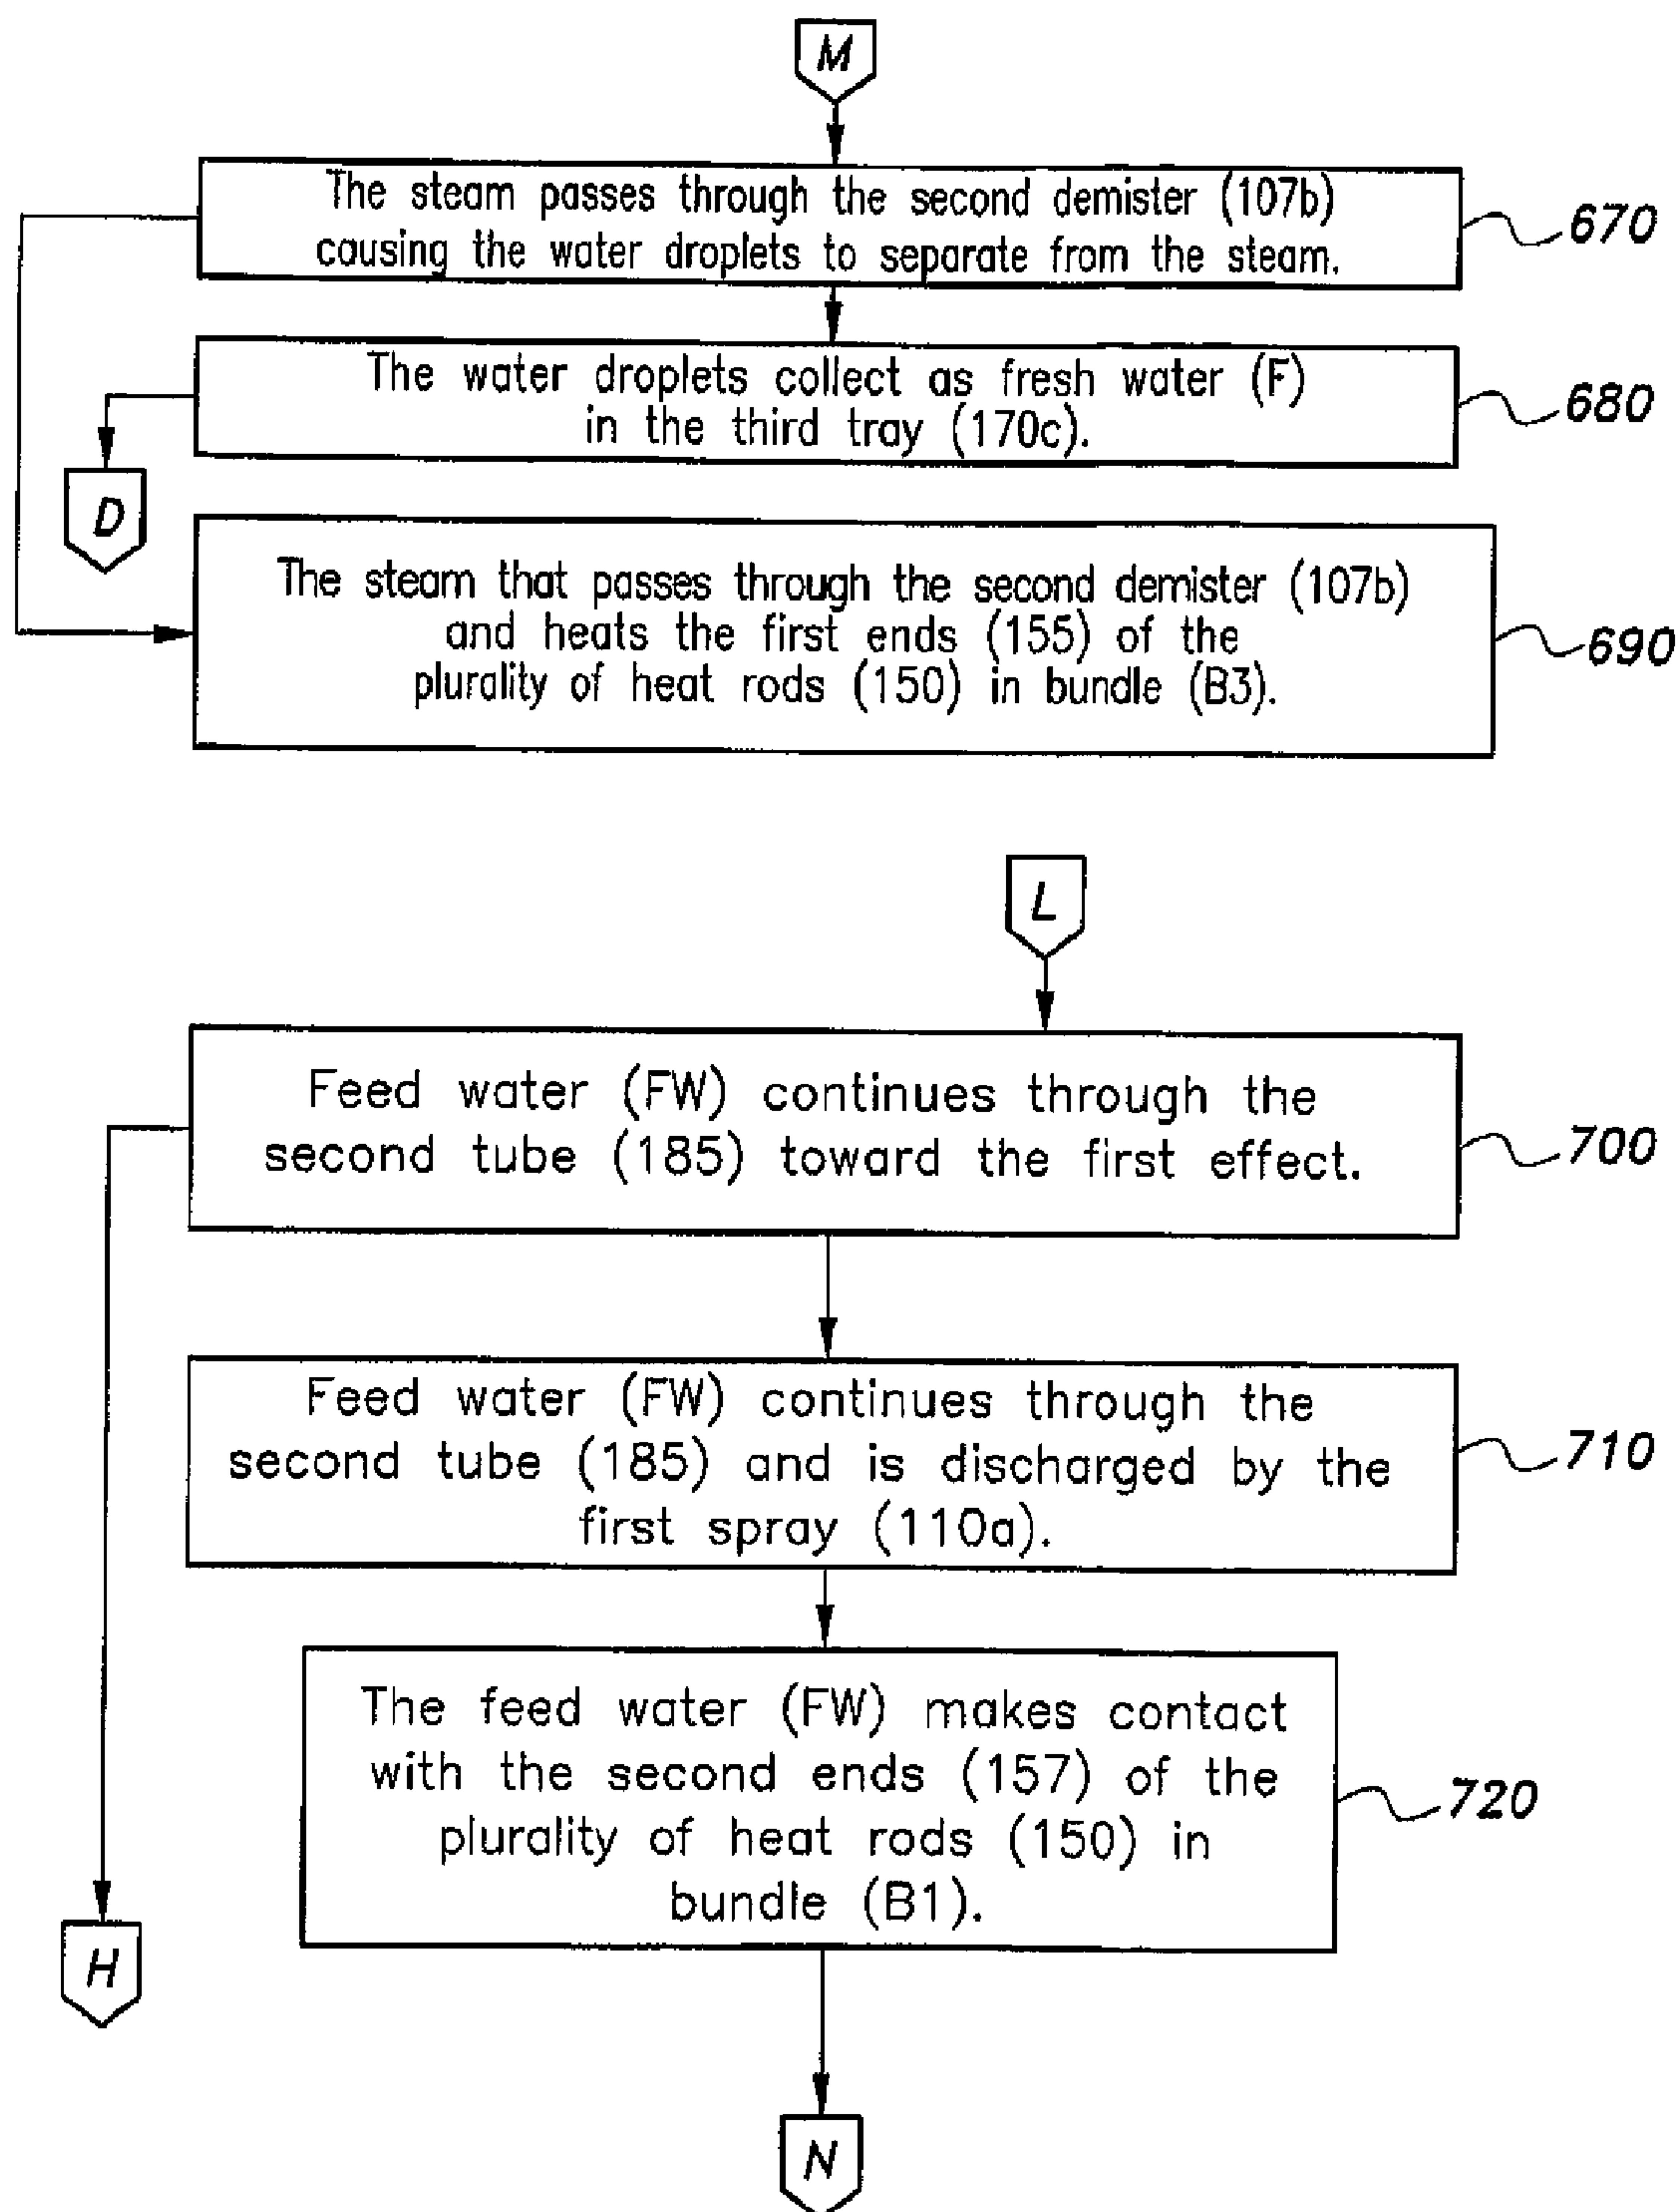 M
The steam passes through the second demister (107b)
causing the water droplets to separate from the steam.
670
The water droplets collect as fresh water (F)
in the third tray (170c).
680
D
The steam that passes through the second demister (107b)
and heats the first ends (155) of the
plurality of heat rods (150) in bundle (B3).
690
L
Feed water (FW) continues through the
second tube (185) toward the first effect.
700
Feed water (FW) continues through the
second tube (185) and is discharged by the
first spray (110a).
710
The feed water (FW) makes contact
with the second ends (157) of the
plurality of heat rods (150) in
bundle (B1).
720
H
N